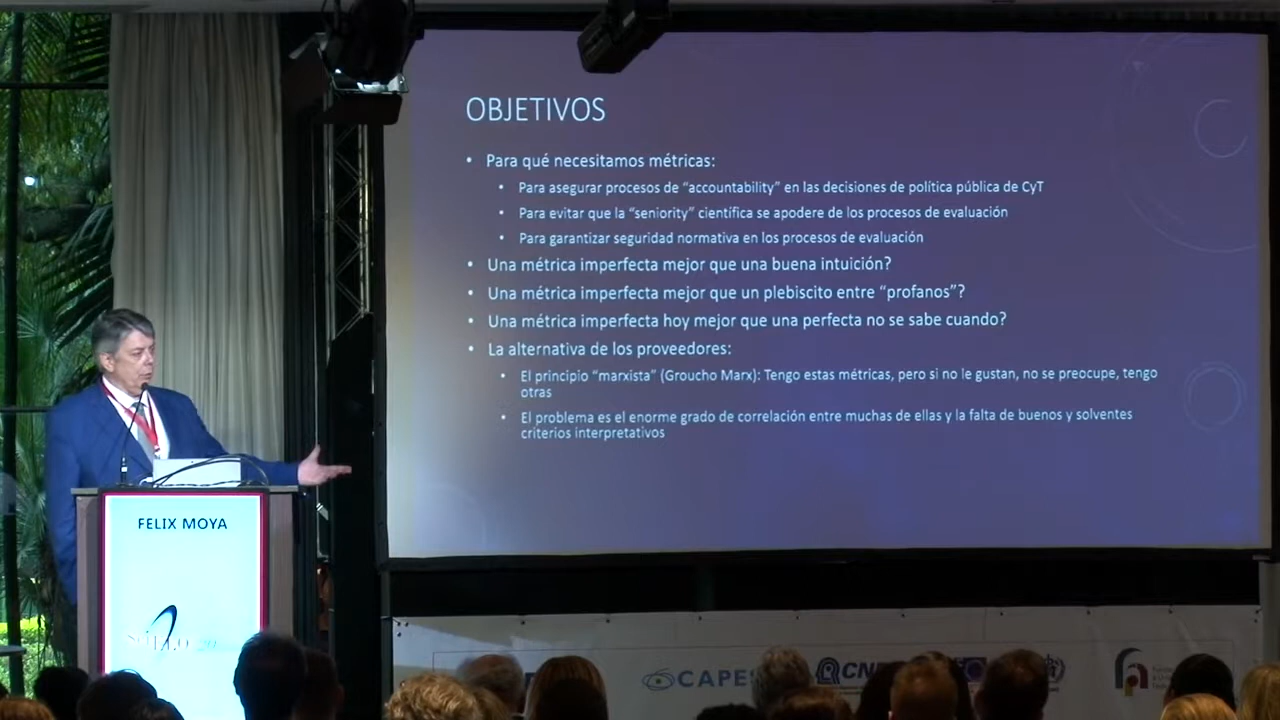 OBJETIVOS
• Para qué necesitamos métricas:
• Para asegurar procesos de “accountability” en las decisiones de política pública de CyT
• Para evitar que la “seniority” científica se apodere de los procesos de evaluación
• Para garantizar seguridad normativa en los procesos de evaluación
• Una métrica imperfecta mejor que una buena intuición?
• Una métrica imperfecta mejor que un plebiscito entre “profanos”?
• Una métrica imperfecta hoy mejor que una perfecta no se sabe cuando?
• La alternativa de los proveedores:
• El principio “marxista” (Groucho Marx): Tengo estas métricas, pero si no le gustan, no se preocupe, tengo
otras
• El problema es el enorme grado de correlación entre muchas de ellas y la falta de buenos y solventes
criterios interpretativos
FELIX MOYA
CAPES